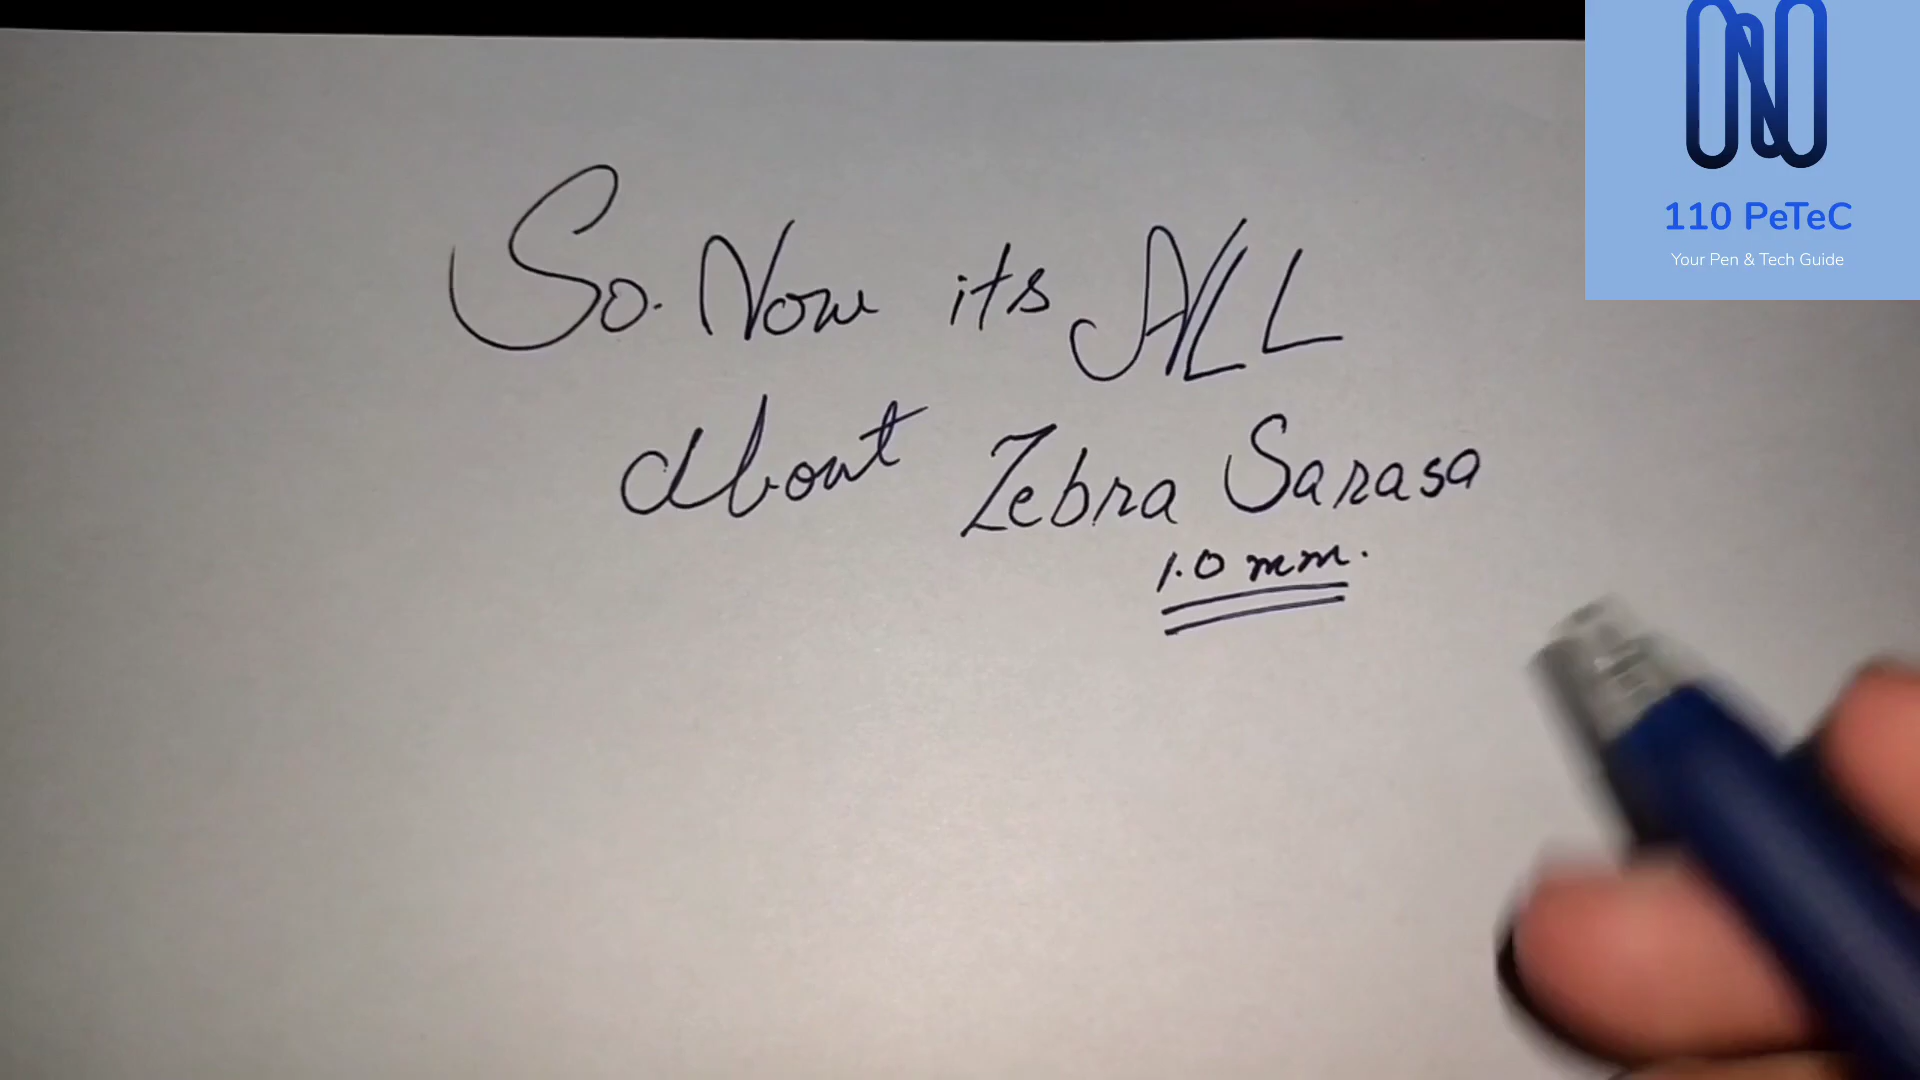 So. Now its ALL
about Zebra Sarasa
1.0 mm.
110 PeTeC
Your Pen & Tech Guide